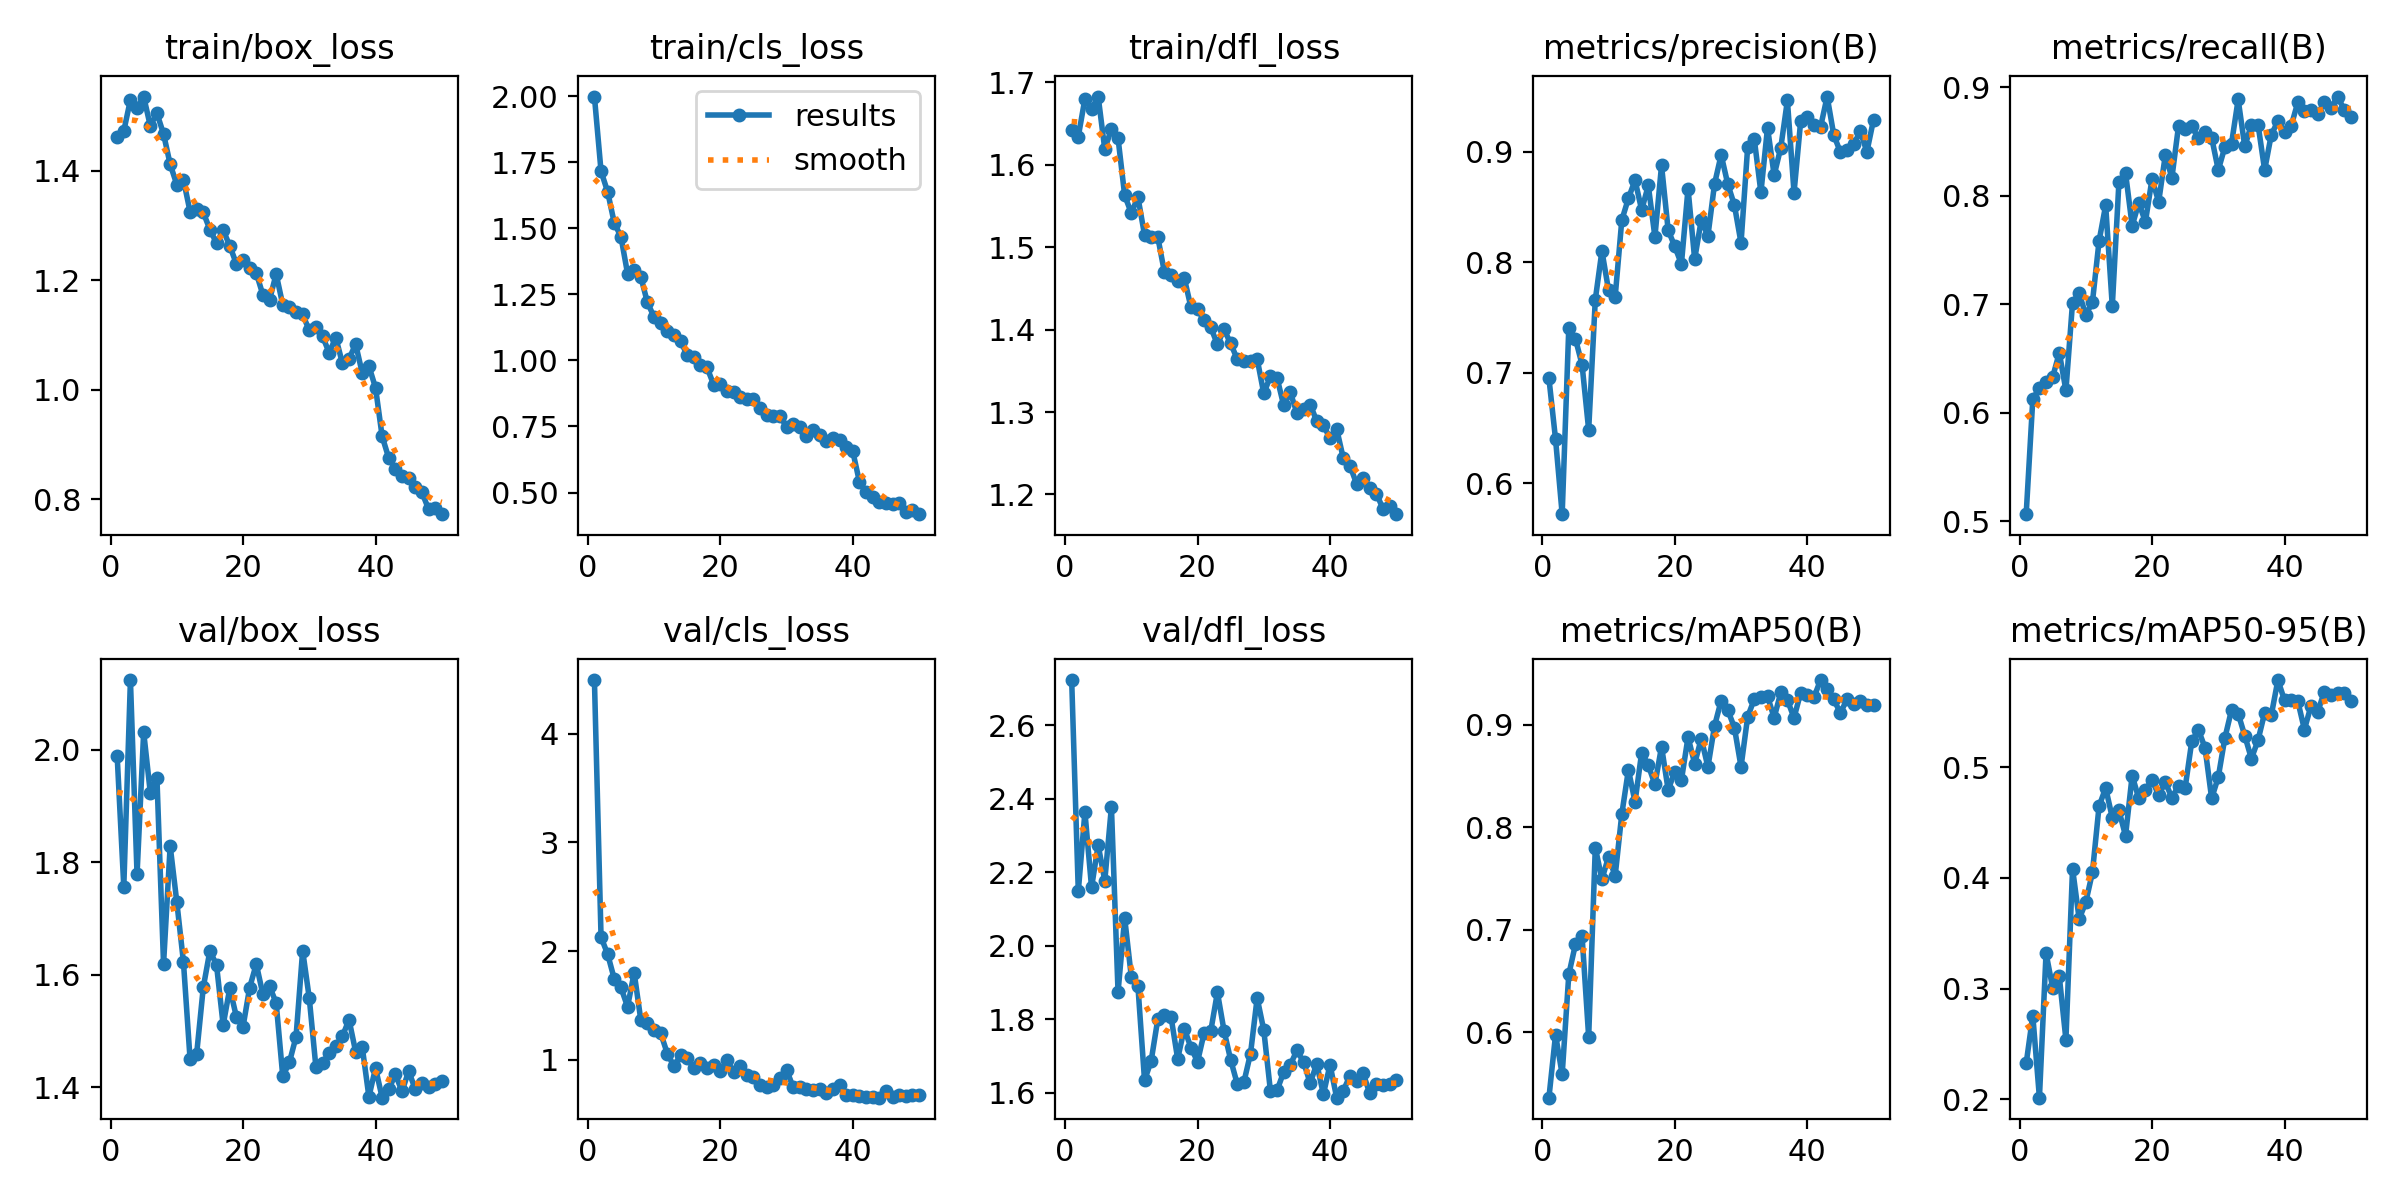 train/box_loss
train/cls_loss
train/dfl_loss
metrics/precision(B)
metrics/recall(B)
1.4
1.2
1.0
0.8
0 20 40
2.00
1.75
1.50
1.25
1.00
0.75
0.50
results
smooth
0 20 40
1.7
1.6
1.5
1.4
1.3
1.2
0 20 40
0.9
0.8
0.7
0.6
0 20 40
0.9
0.8
0.7
0.6
0.5
0 20 40
val/box_loss
val/cls_loss
val/dfl_loss
metrics/mAP50(B)
metrics/mAP50-95(B)
2.0
1.8
1.6
1.4
0 20 40
4
3
2
1
0 20 40
2.6
2.4
2.2
2.0
1.8
1.6
0 20 40
0.9
0.8
0.7
0.6
0 20 40
0.5
0.4
0.3
0.2
0 20 40